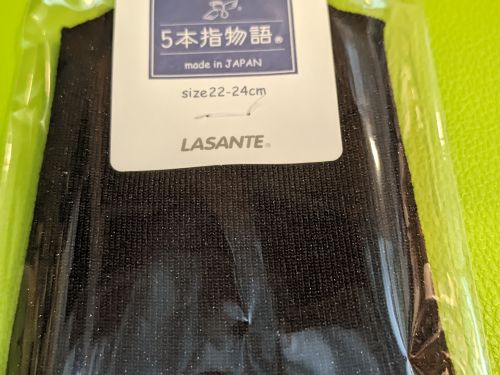 5本指物語®
made in JAPAN
size22-24cm
LASANTE®